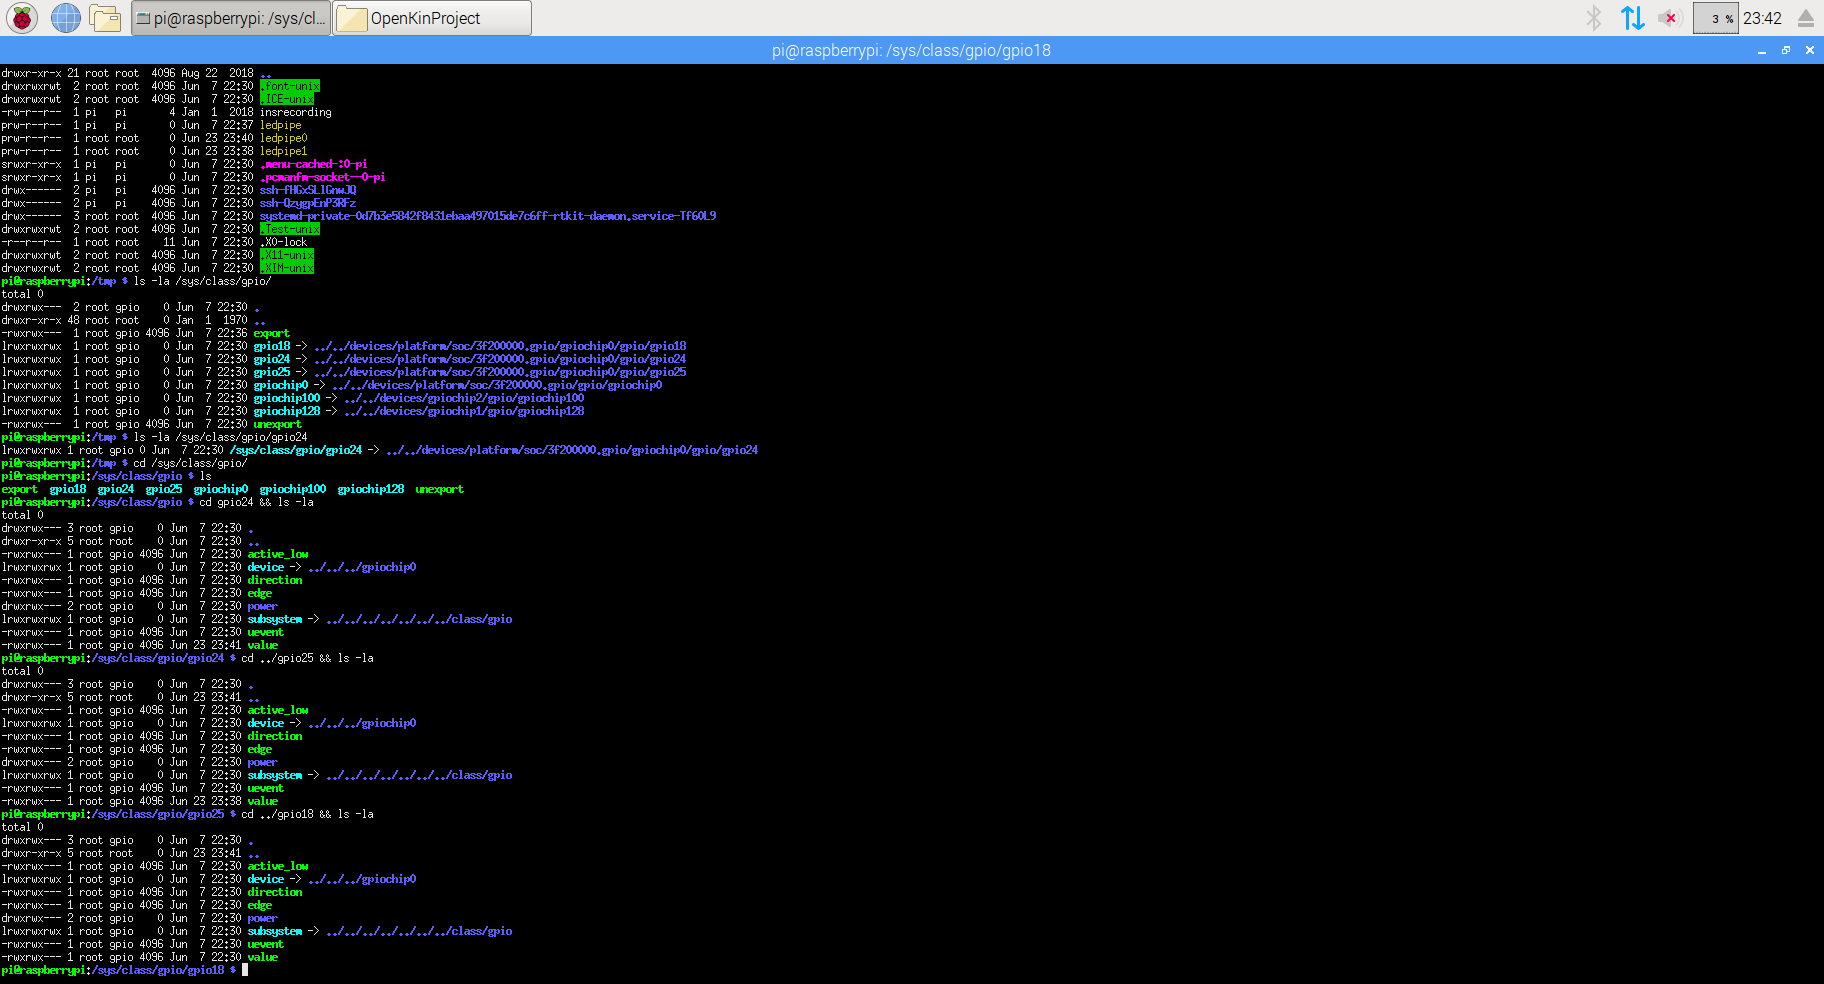 pi@raspberrypi: /sys/cl... OpenKinProject 3 % 23:42
pi@raspberrypi: /sys/class/gpio/gpio18
drwxr-xr-x 21 root root  4096 Aug 22  2018 ..
drwxrwxrwt  2 root root  4096 Jun  7 22:30 .font-unix
drwxrwxrwt  2 root root  4096 Jun  7 22:30 .ICE-unix
-rw-r--r--  1 pi   pi       4 Jan  1  2018 insrecording
prw-r--r--  1 pi   pi       0 Jun  7 22:37 ledpipe
prw-r--r--  1 root root     0 Jun 23 23:40 ledpipe0
prw-r--r--  1 root root     0 Jun 23 23:38 ledpipe1
srwxr-xr-x  1 pi   pi       0 Jun  7 22:30 .menu-cached-:0-pi
srwxr-xr-x  1 pi   pi       0 Jun  7 22:30 .pcmanfm-socket--0-pi
drwx------  2 pi   pi    4096 Jun  7 22:30
drwx------  2 pi   pi    4096 Jun  7 22:30 ssh-QzygpEnP3RFz
drwx------  3 root root  4096 Jun  7 22:30 systemd-private-0d7b3e5842f8431ebaa497015de7c6ff-rtkit-daemon.service-Tf6OL9
drwxrwxrwt  2 root root  4096 Jun  7 22:30 .Test-unix
-r--r--r--  1 root root    11 Jun  7 22:30 .X0-lock
drwxrwxrwt  2 root root  4096 Jun  7 22:30 .X11-unix
drwxrwxrwt  2 root root  4096 Jun  7 22:30 .XIM-unix
pi@raspberrypi:/tmp $ ls -la /sys/class/gpio/
total 0
drwxrwx---  2 root gpio    0 Jun  7 22:30 .
drwxr-xr-x 48 root root    0 Jan  1  1970 ..
-rwxrwx---  1 root gpio 4096 Jun  7 22:36 export
lrwxrwxrwx  1 root gpio    0 Jun  7 22:30 gpio18 -> ../../devices/platform/soc/3f200000.gpio/gpiochip0/gpio/gpio18
lrwxrwxrwx  1 root gpio    0 Jun  7 22:30 gpio24 -> ../../devices/platform/soc/3f200000.gpio/gpiochip0/gpio/gpio24
lrwxrwxrwx  1 root gpio    0 Jun  7 22:30 gpio25 -> ../../devices/platform/soc/3f200000.gpio/gpiochip0/gpio/gpio25
lrwxrwxrwx  1 root gpio    0 Jun  7 22:30 gpiochip0 -> ../../devices/platform/soc/3f200000.gpio/gpio/gpiochip0
lrwxrwxrwx  1 root gpio    0 Jun  7 22:30 gpiochip100 -> ../../devices/gpiochip2/gpio/gpiochip100
lrwxrwxrwx  1 root gpio    0 Jun  7 22:30 gpiochip128 -> ../../devices/gpiochip1/gpio/gpiochip128
-rwxrwx---  1 root gpio 4096 Jun  7 22:30 unexport
pi@raspberrypi:/tmp $ ls -la /sys/class/gpio/gpio24
lrwxrwxrwx 1 root gpio 0 Jun  7 22:30 /sys/class/gpio/gpio24 -> ../../devices/platform/soc/3f200000.gpio/gpiochip0/gpio/gpio24
pi@raspberrypi:/tmp $ cd /sys/class/gpio/
pi@raspberrypi:/sys/class/gpio $ ls
export  gpio18  gpio24  gpio25  gpiochip0  gpiochip100  gpiochip128  unexport
pi@raspberrypi:/sys/class/gpio $ cd gpio24 && ls -la
total 0
drwxrwx--- 3 root gpio    0 Jun  7 22:30 .
drwxr-xr-x 5 root root    0 Jun  7 22:30 ..
-rwxrwx--- 1 root gpio 4096 Jun  7 22:30 active_low
lrwxrwxrwx 1 root gpio    0 Jun  7 22:30 device -> ../../../gpiochip0
-rwxrwx--- 1 root gpio 4096 Jun  7 22:30 direction
-rwxrwx--- 1 root gpio 4096 Jun  7 22:30 edge
drwxrwx--- 2 root gpio    0 Jun  7 22:30 power
lrwxrwxrwx 1 root gpio    0 Jun  7 22:30 subsystem -> ../../../../../../../class/gpio
-rwxrwx--- 1 root gpio 4096 Jun  7 22:30 uevent
-rwxrwx--- 1 root gpio 4096 Jun 23 23:41 value
pi@raspberrypi:/sys/class/gpio/gpio24 $ cd ../gpio25 && ls -la
total 0
drwxrwx--- 3 root gpio    0 Jun  7 22:30 .
drwxr-xr-x 5 root root    0 Jun 23 23:41 ..
-rwxrwx--- 1 root gpio 4096 Jun  7 22:30 active_low
lrwxrwxrwx 1 root gpio    0 Jun  7 22:30 device -> ../../../gpiochip0
-rwxrwx--- 1 root gpio 4096 Jun  7 22:30 direction
-rwxrwx--- 1 root gpio 4096 Jun  7 22:30 edge
drwxrwx--- 2 root gpio    0 Jun  7 22:30 power
lrwxrwxrwx 1 root gpio    0 Jun  7 22:30 subsystem -> ../../../../../../../class/gpio
-rwxrwx--- 1 root gpio 4096 Jun  7 22:30 uevent
-rwxrwx--- 1 root gpio 4096 Jun 23 23:38 value
pi@raspberrypi:/sys/class/gpio/gpio25 $ cd ../gpio18 && ls -la
total 0
drwxrwx--- 3 root gpio    0 Jun  7 22:30 .
drwxr-xr-x 5 root root    0 Jun 23 23:41 ..
-rwxrwx--- 1 root gpio 4096 Jun  7 22:30 active_low
lrwxrwxrwx 1 root gpio    0 Jun  7 22:30 device -> ../../../gpiochip0
-rwxrwx--- 1 root gpio 4096 Jun  7 22:30 direction
-rwxrwx--- 1 root gpio 4096 Jun  7 22:30 edge
drwxrwx--- 2 root gpio    0 Jun  7 22:30 power
lrwxrwxrwx 1 root gpio    0 Jun  7 22:30 subsystem -> ../../../../../../../class/gpio
-rwxrwx--- 1 root gpio 4096 Jun  7 22:30 uevent
-rwxrwx--- 1 root gpio 4096 Jun  7 22:30 value
pi@raspberrypi:/sys/class/gpio/gpio18 $